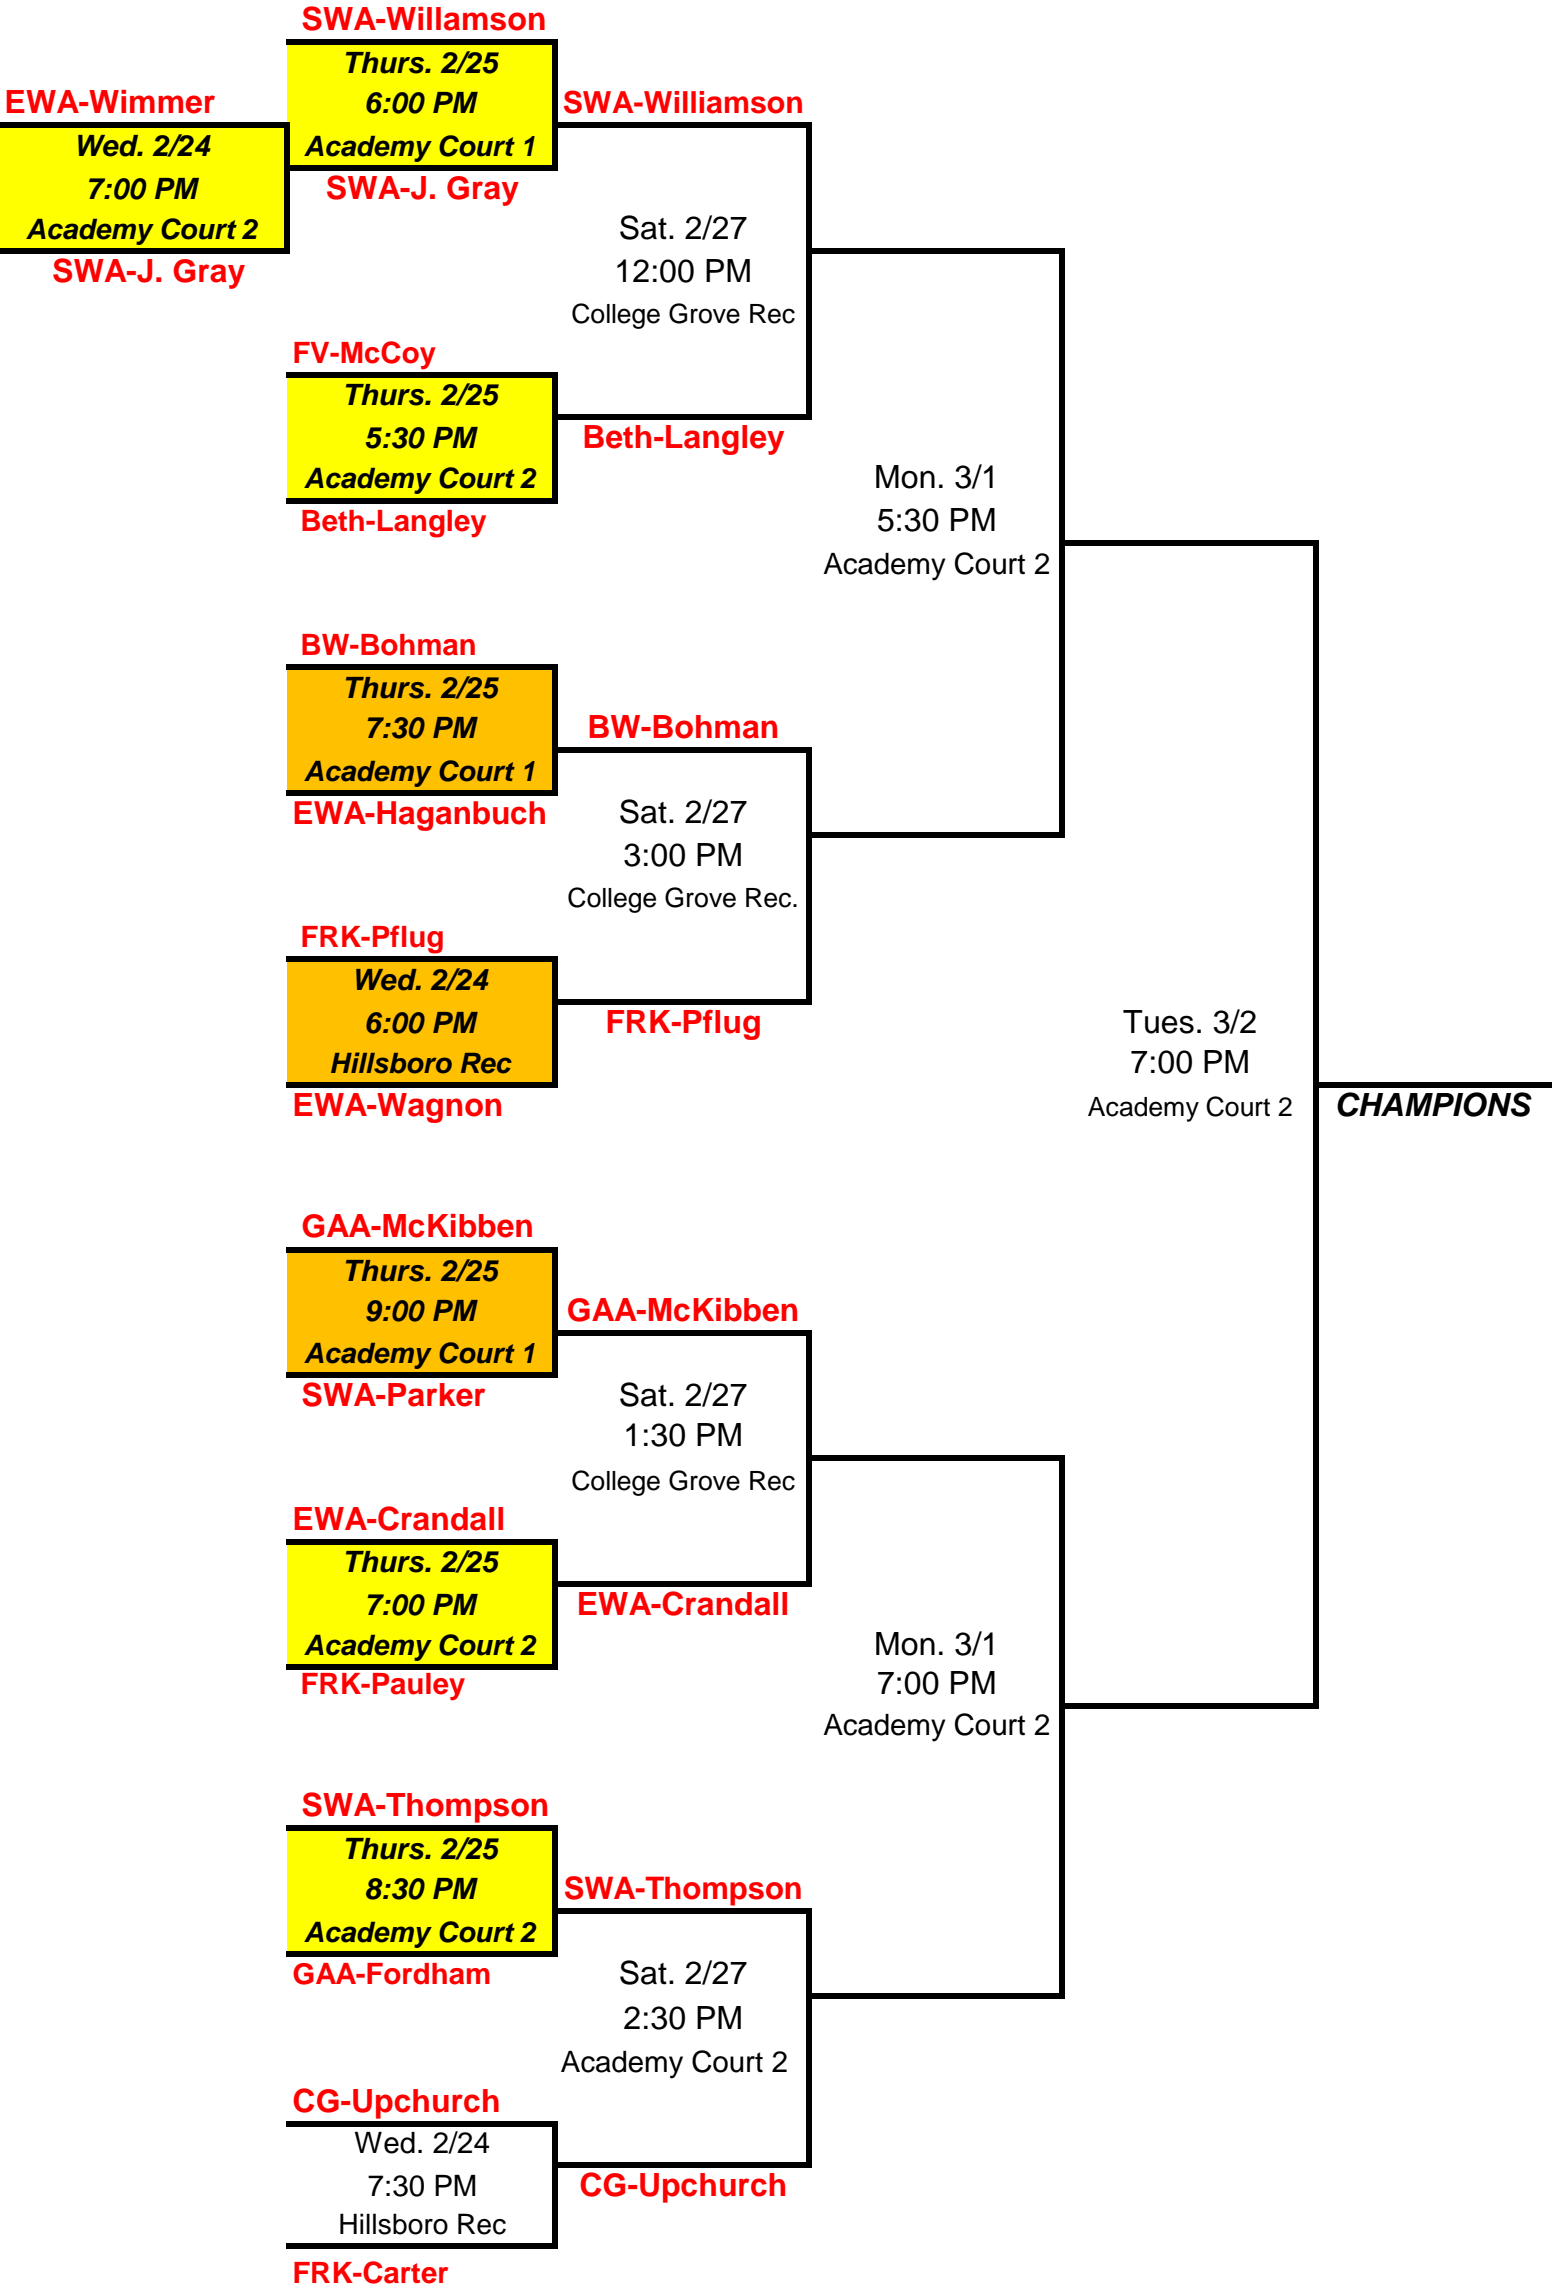 SWA-Willamson
Thurs. 2/25
6:00 PM
Academy Court 1
SWA-J. Gray
EWA-Wimmer
Wed. 2/24
7:00 PM
Academy Court 2
SWA-J. Gray
SWA-Williamson
Sat. 2/27
12:00 PM
College Grove Rec
Beth-Langley
FV-McCoy
Thurs. 2/25
5:30 PM
Academy Court 2
Beth-Langley
Mon. 3/1
5:30 PM
Academy Court 2
BW-Bohman
Thurs. 2/25
7:30 PM
Academy Court 1
EWA-Haganbuch
BW-Bohman
Sat. 2/27
3:00 PM
College Grove Rec.
FRK-Pflug
FRK-Pflug
Wed. 2/24
6:00 PM
Hillsboro Rec
EWA-Wagnon
Tues. 3/2
7:00 PM
Academy Court 2
CHAMPIONS
GAA-McKibben
Thurs. 2/25
9:00 PM
Academy Court 1
SWA-Parker
GAA-McKibben
Sat. 2/27
1:30 PM
College Grove Rec
EWA-Crandall
EWA-Crandall
Thurs. 2/25
7:00 PM
Academy Court 2
FRK-Pauley
Mon. 3/1
7:00 PM
Academy Court 2
SWA-Thompson
Thurs. 2/25
8:30 PM
Academy Court 2
GAA-Fordham
SWA-Thompson
Sat. 2/27
2:30 PM
Academy Court 2
CG-Upchurch
CG-Upchurch
Wed. 2/24
7:30 PM
Hillsboro Rec
FRK-Carter